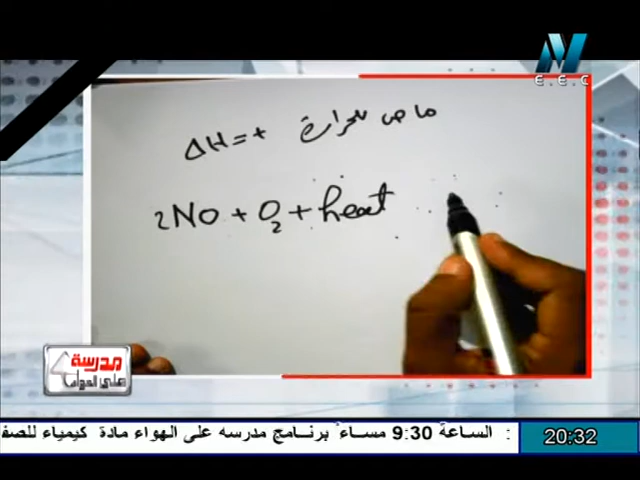 E.E.C
ΔH = + ماص للحرارة
2NO + O2 + heat
مدرسة
على الهواء
الساعة 9:30 مساءً برنامج مدرسه على الهواء مادة كيمياء للصف :
20:32